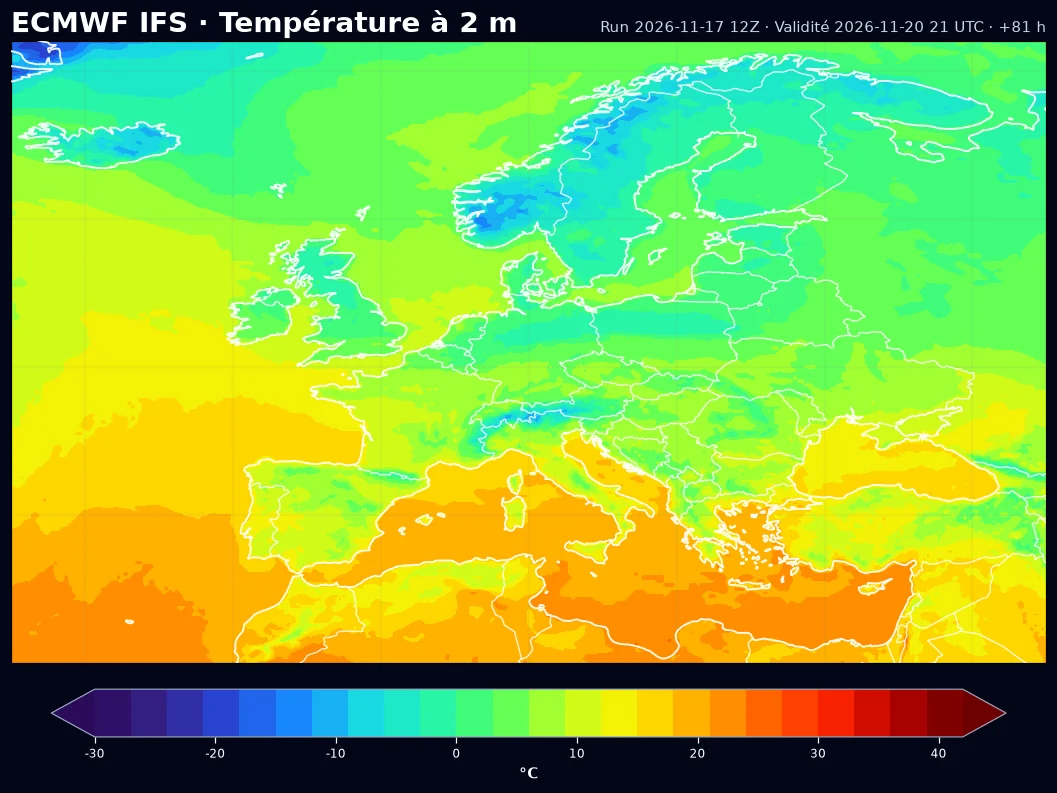 ECMWF IFS · Température à 2 m
Run 2026-11-17 12Z · Validité 2026-11-20 21 UTC · +81 h
-30 -20 -10 0 10 20 30 40
°C